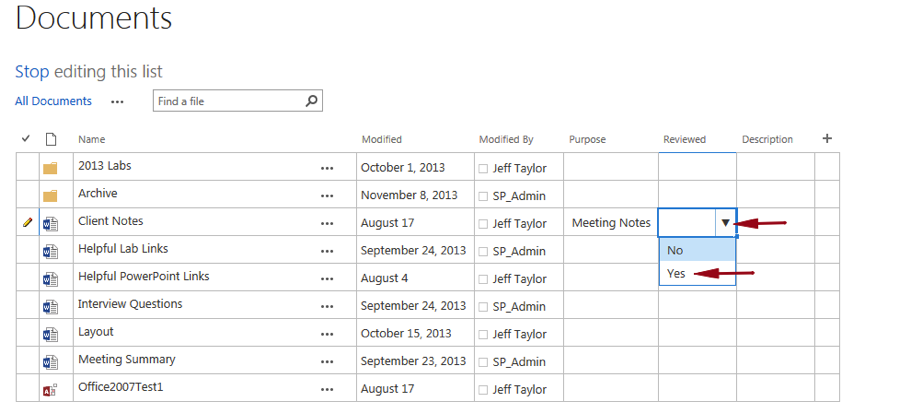 Documents
Stop editing this list
All Documents ••• Find a file
Name Modified Modified By Purpose Reviewed Description +
2013 Labs ••• October 1, 2013 Jeff Taylor
Archive ••• November 8, 2013 SP_Admin
Client Notes ••• August 17 Jeff Taylor Meeting Notes
Helpful Lab Links ••• September 24, 2013 SP_Admin No
Helpful PowerPoint Links ••• August 4 Jeff Taylor Yes
Interview Questions ••• September 24, 2013 SP_Admin
Layout ••• October 15, 2013 Jeff Taylor
Meeting Summary ••• September 23, 2013 SP_Admin
Office2007Test1 ••• August 17 Jeff Taylor